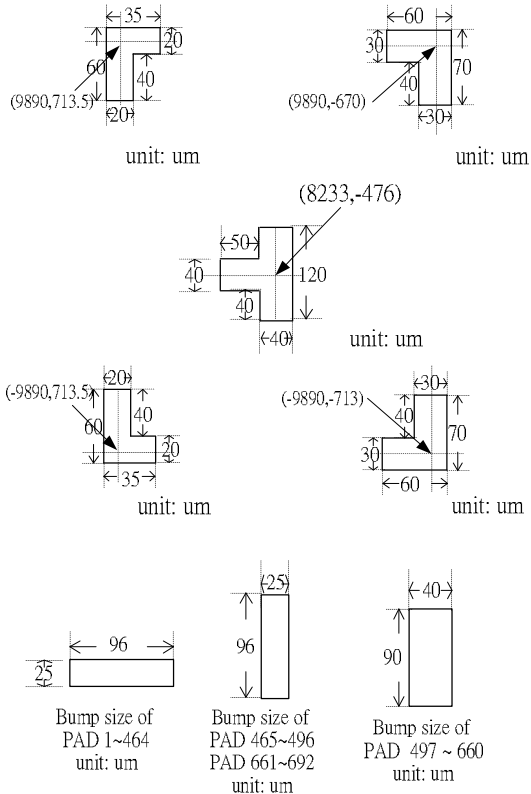 35
20
60
40
(9890,713.5)
20
unit: um
60
30
70
40
(9890,-670)
30
unit: um
(8233,-476)
50
40
120
40
40
unit: um
20
(-9890,713.5)
40
60
20
35
unit: um
30
(-9890,-713)
40
70
30
60
unit: um
96
25
Bump size of
PAD 1~464
unit: um
25
96
Bump size of
PAD 465~496
PAD 661~692
unit: um
40
90
Bump size of
PAD 497 ~ 660
unit: um